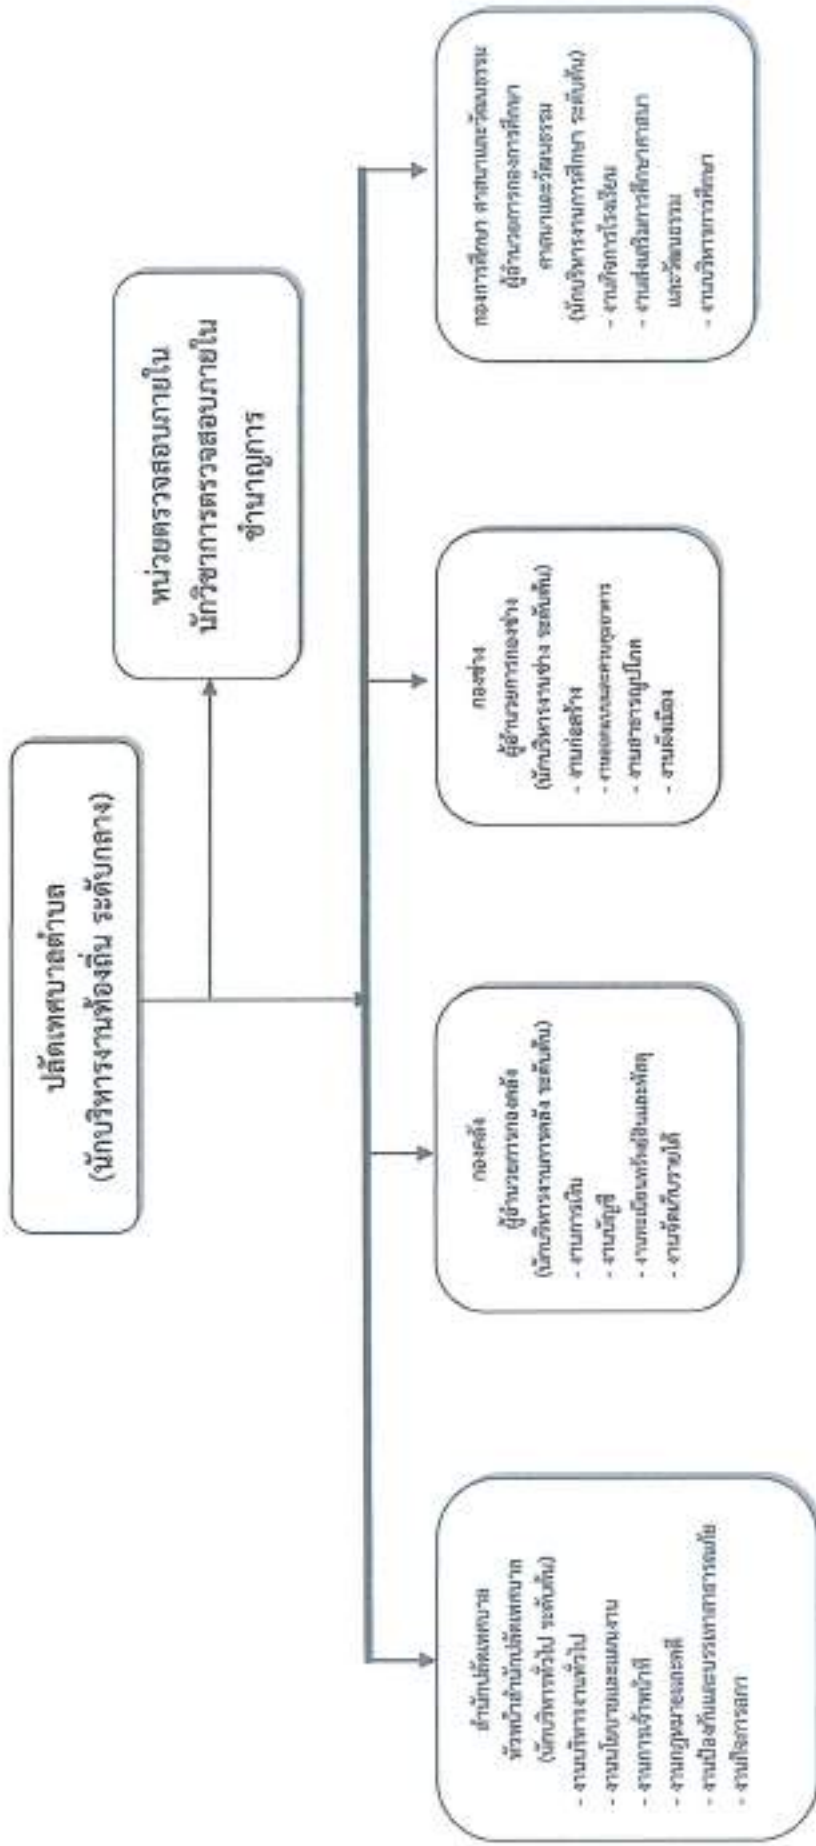 ปลัดเทศบาลตำบล
(นักบริหารงานท้องถิ่น ระดับกลาง)
หน่วยตรวจสอบภายใน
นักวิชาการตรวจสอบภายใน
ชำนาญการ
สำนักปลัดเทศบาล
หัวหน้าสำนักปลัดเทศบาล
(นักบริหารทั่วไป ระดับต้น)
- งานบริหารงานทั่วไป
- งานนโยบายและแผนงาน
- งานการเจ้าหน้าที่
- งานกฎหมายและคดี
- งานป้องกันและบรรเทาสาธารณภัย
- งานกิจการสภา
กองคลัง
ผู้อำนวยการกองคลัง
(นักบริหารงานการคลัง ระดับต้น)
- งานการเงิน
- งานบัญชี
- งานทะเบียนทรัพย์สินและพัสดุ
- งานจัดเก็บรายได้
กองช่าง
ผู้อำนวยการกองช่าง
(นักบริหารงานช่าง ระดับต้น)
- งานก่อสร้าง
- งานออกแบบและควบคุมอาคาร
- งานสาธารณูปโภค
- งานผังเมือง
กองการศึกษา ศาสนาและวัฒนธรรม
ผู้อำนวยการกองการศึกษา
ศาสนาและวัฒนธรรม
(นักบริหารงานการศึกษา ระดับต้น)
- งานกิจการโรงเรียน
- งานส่งเสริมการศึกษาศาสนา
และวัฒนธรรม
- งานบริหารการศึกษา